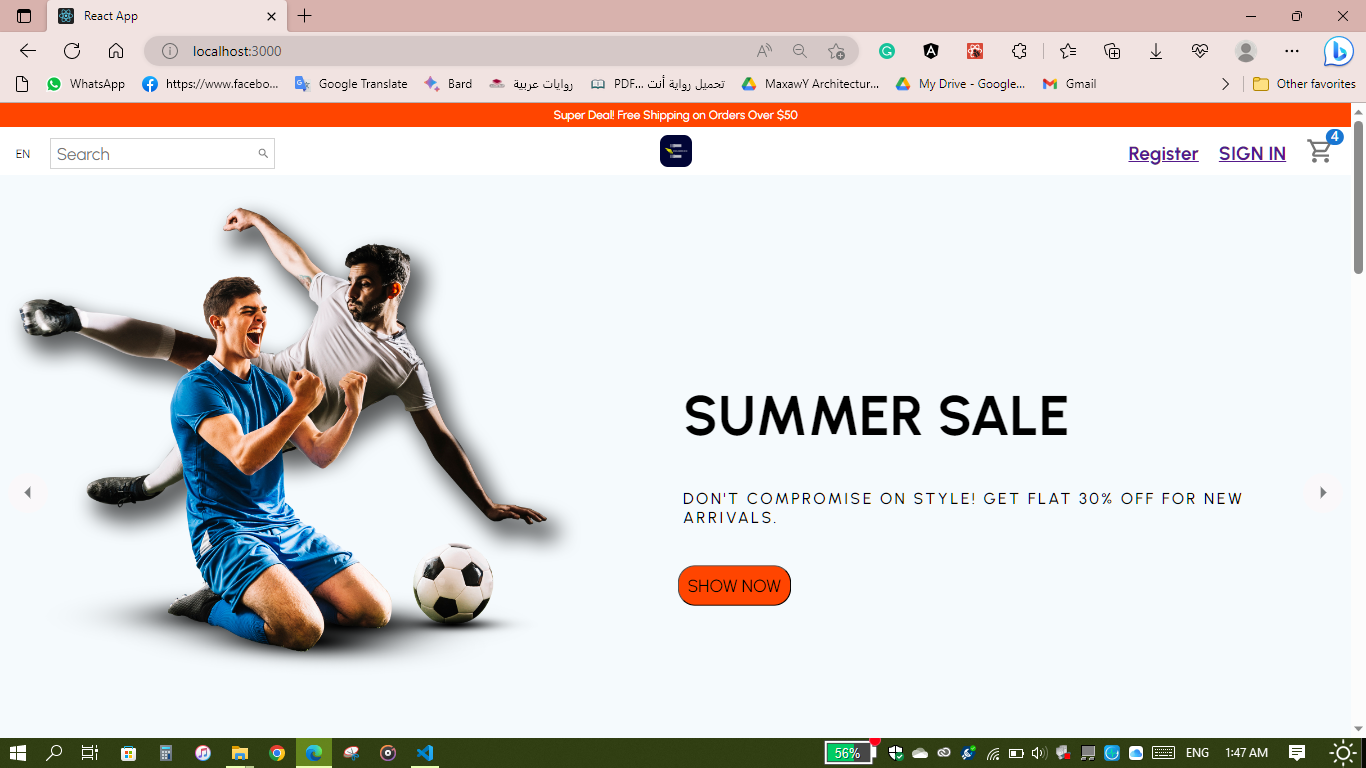 React App
localhost:3000
WhatsApp
https://www.facebo...
Google Translate
Bard
روايات عربية
تحميل رواية أنت ...PDF
MaxawY Architectur...
My Drive - Google...
Gmail
Other favorites
Super Deal! Free Shipping on Orders Over $50
EN
Search
Register
SIGN IN
4
SUMMER SALE
DON'T COMPROMISE ON STYLE! GET FLAT 30% OFF FOR NEW
ARRIVALS.
SHOW NOW
56%
ENG
1:47 AM